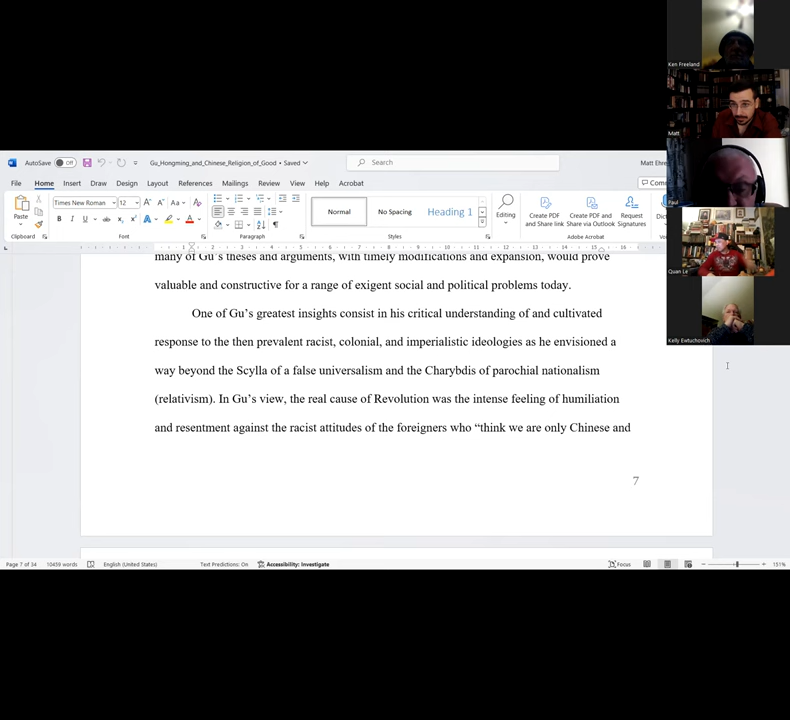 Ken Freeland
Matt
Paul
Quan Le
Kelly Ewtuchovich
AutoSave Off
Gu_Hongming_and_Chinese_Religion_of_Good • Saved
Search
Matt Ehre
File Home Insert Draw Design Layout References Mailings Review View Help Acrobat
Comm
Paste
Times New Roman 12
Normal
No Spacing
Heading 1
Editing
Create PDF and Share link
Create PDF and Share via Outlook
Request Signatures
Dict
Clipboard Font Paragraph Styles Adobe Acrobat
many of Gu's theses and arguments, with timely modifications and expansion, would prove
valuable and constructive for a range of exigent social and political problems today.
One of Gu's greatest insights consist in his critical understanding of and cultivated
response to the then prevalent racist, colonial, and imperialistic ideologies as he envisioned a
way beyond the Scylla of a false universalism and the Charybdis of parochial nationalism
(relativism). In Gu's view, the real cause of Revolution was the intense feeling of humiliation
and resentment against the racist attitudes of the foreigners who “think we are only Chinese and
7
Page 7 of 34 10459 words English (United States) Text Predictions: On Accessibility: Investigate Focus 151%